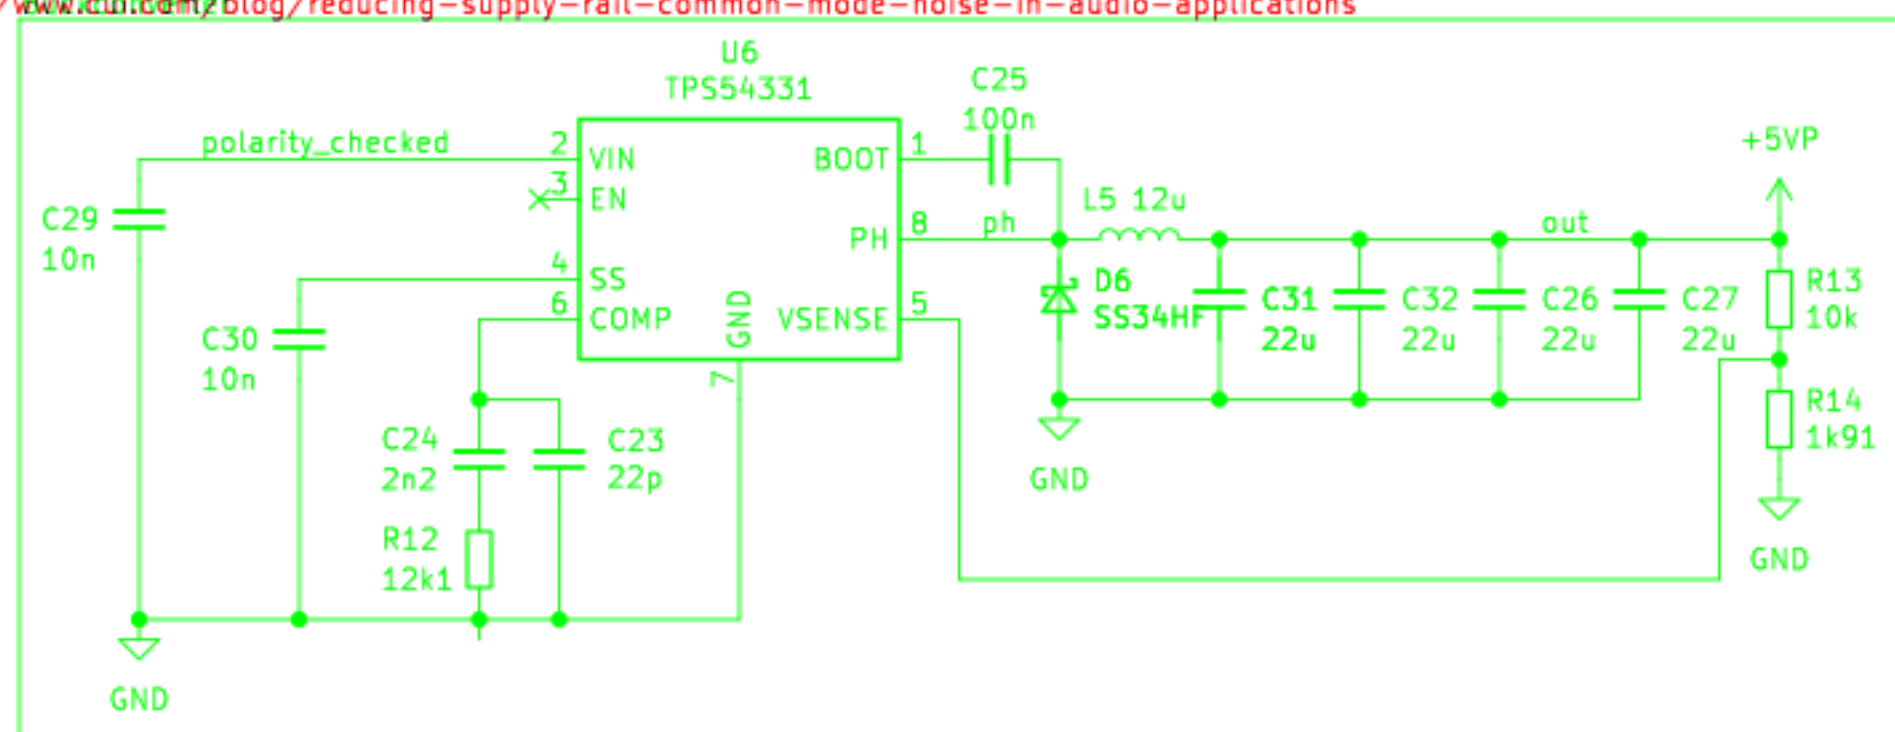 www.cui.com/blog/reducing-supply-rail-common-mode-noise-in-audio-applications
U6
TPS54331
C25
100n
polarity_checked
2
VIN
BOOT
1
+5VP
3
EN
L5 12u
C29
10n
PH
8
ph
out
4
SS
D6
SS34HF
C31
22u
C32
22u
C26
22u
C27
22u
R13
10k
6
COMP
GND
VSENSE
5
C30
10n
7
R14
1k91
C24
2n2
C23
22p
GND
R12
12k1
GND
GND